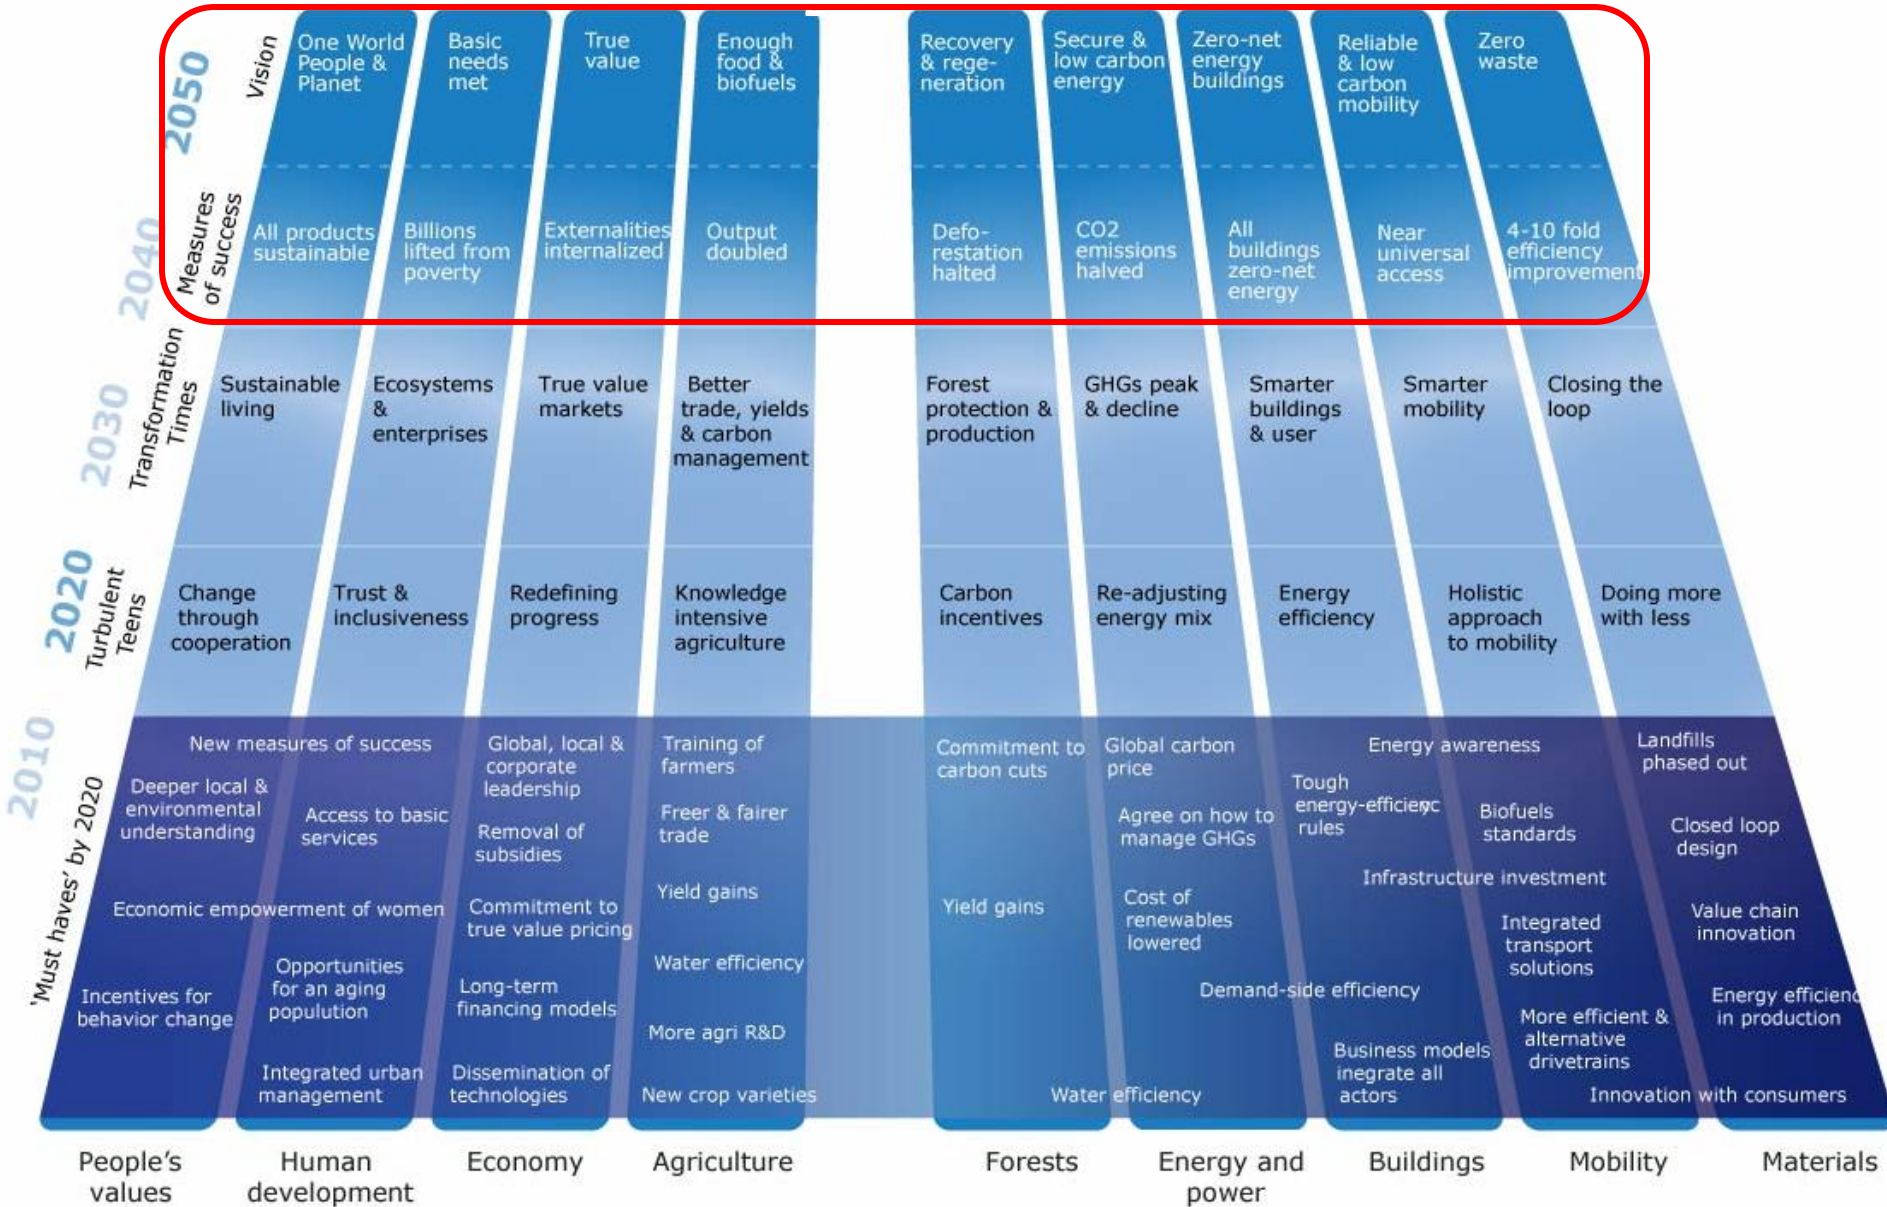 2050
Vision
One World
People &
Planet
Basic
needs
met
True
value
Enough
food &
biofuels
Recovery
& rege-
neration
Secure &
low carbon
energy
Zero-net
energy
buildings
Reliable
& low
carbon
mobility
Zero
waste
2040
Measures
of success
All products
sustainable
Billions
lifted from
poverty
Externalities
internalized
Output
doubled
Defo-
restation
halted
CO2
emissions
halved
All
buildings
zero-net
energy
Near
universal
access
4-10 fold
efficiency
improvement
2030
Transformation
Times
Sustainable
living
Ecosystems
&
enterprises
True value
markets
Better
trade, yields
& carbon
management
Forest
protection &
production
GHGs peak
& decline
Smarter
buildings
& user
Smarter
mobility
Closing the
loop
2020
Turbulent
Teens
Change
through
cooperation
Trust &
inclusiveness
Redefining
progress
Knowledge
intensive
agriculture
Carbon
incentives
Re-adjusting
energy mix
Energy
efficiency
Holistic
approach
to mobility
Doing more
with less
2010
'Must haves' by 2020
New measures of success
Deeper local &
environmental
understanding
Access to basic
services
Economic empowerment of women
Incentives for
behavior change
Opportunities
for an aging
populution
Integrated urban
management
Global, local &
corporate
leadership
Removal of
subsidies
Commitment to
true value pricing
Long-term
financing models
Dissemination of
technologies
Training of
farmers
Freer & fairer
trade
Yield gains
Water efficiency
More agri R&D
New crop varieties
Commitment to
carbon cuts
Yield gains
Water efficiency
Global carbon
price
Agree on how to
manage GHGs
Cost of
renewables
lowered
Demand-side efficiency
Energy awareness
Tough
energy-efficienc
rules
Infrastructure investment
Business models
inegrate all
actors
Biofuels
standards
Integrated
transport
solutions
More efficient &
alternative
drivetrains
Innovation with consumers
Landfills
phased out
Closed loop
design
Value chain
innovation
Energy efficienc
in production
People's
values
Human
development
Economy
Agriculture
Forests
Energy and
power
Buildings
Mobility
Materials